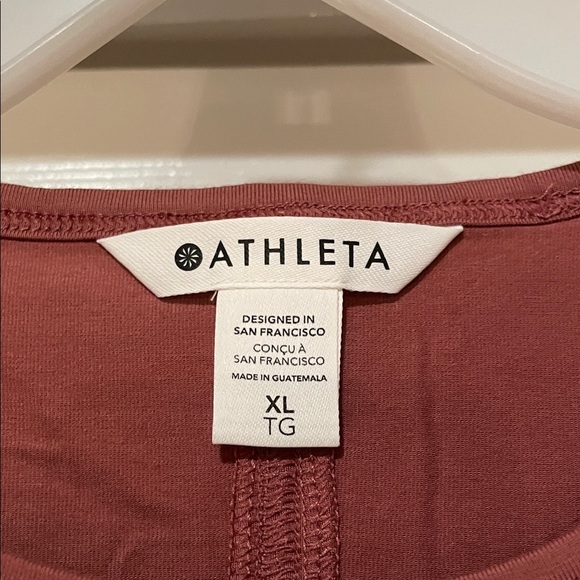 ATHLETA
DESIGNED IN
SAN FRANCISCO
CONÇU À
SAN FRANCISCO
MADE IN GUATEMALA
XL
TG